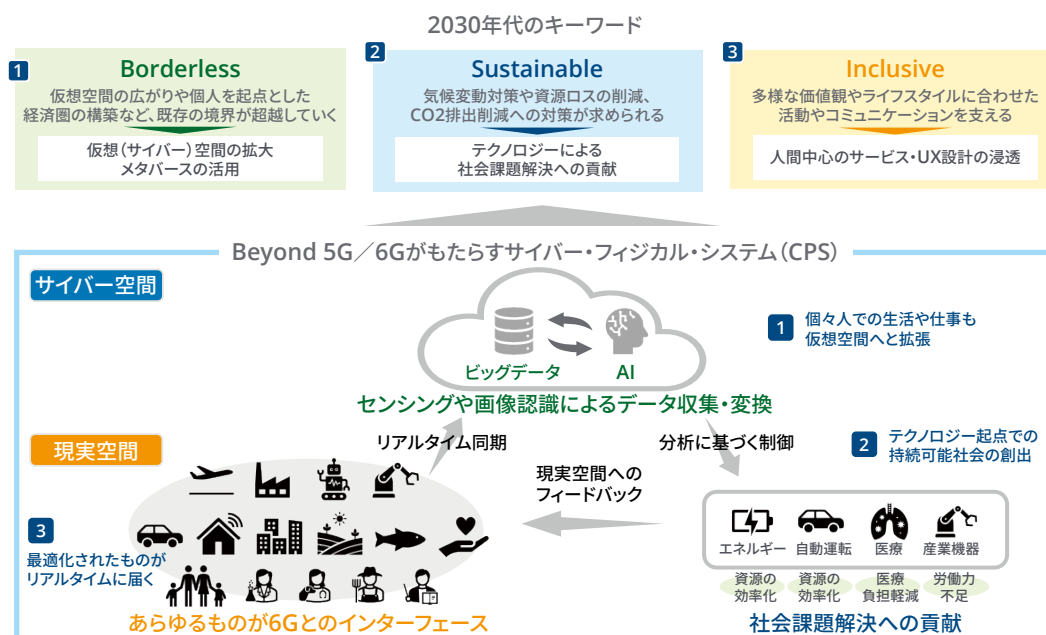 2030年代のキーワード
1
Borderless
仮想空間の広がりや個人を起点とした
経済圏の構築など、既存の境界が超越していく
仮想（サイバー）空間の拡大
メタバースの活用
2
Sustainable
気候変動対策や資源ロスの削減、
CO2排出削減への対策が求められる
テクノロジーによる
社会課題解決への貢献
3
Inclusive
多様な価値観やライフスタイルに合わせた
活動やコミュニケーションを支える
人間中心のサービス・UX設計の浸透
Beyond 5G／6Gがもたらすサイバー・フィジカル・システム（CPS）
サイバー空間
ビッグデータ
AI
センシングや画像認識によるデータ収集・変換
1
個々人での生活や仕事も
仮想空間へと拡張
現実空間
リアルタイム同期
分析に基づく制御
2
テクノロジー起点での
持続可能社会の創出
現実空間への
フィードバック
3
最適化されたものが
リアルタイムに届く
あらゆるものが6Gとのインターフェース
エネルギー
自動運転
医療
産業機器
資源の
効率化
資源の
効率化
医療
負担軽減
労働力
不足
社会課題解決への貢献